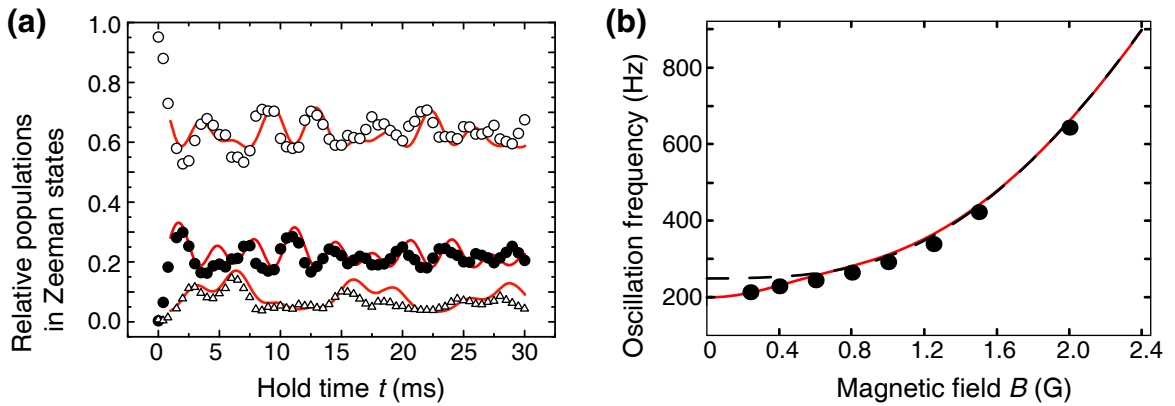 (a)
Relative populations
in Zeeman states
1.0
0.8
0.6
0.4
0.2
0.0
0 5 10 15 20 25 30
Hold time t (ms)
(b)
Oscillation frequency (Hz)
800
600
400
200
0 0.4 0.8 1.2 1.6 2.0 2.4
Magnetic field B (G)